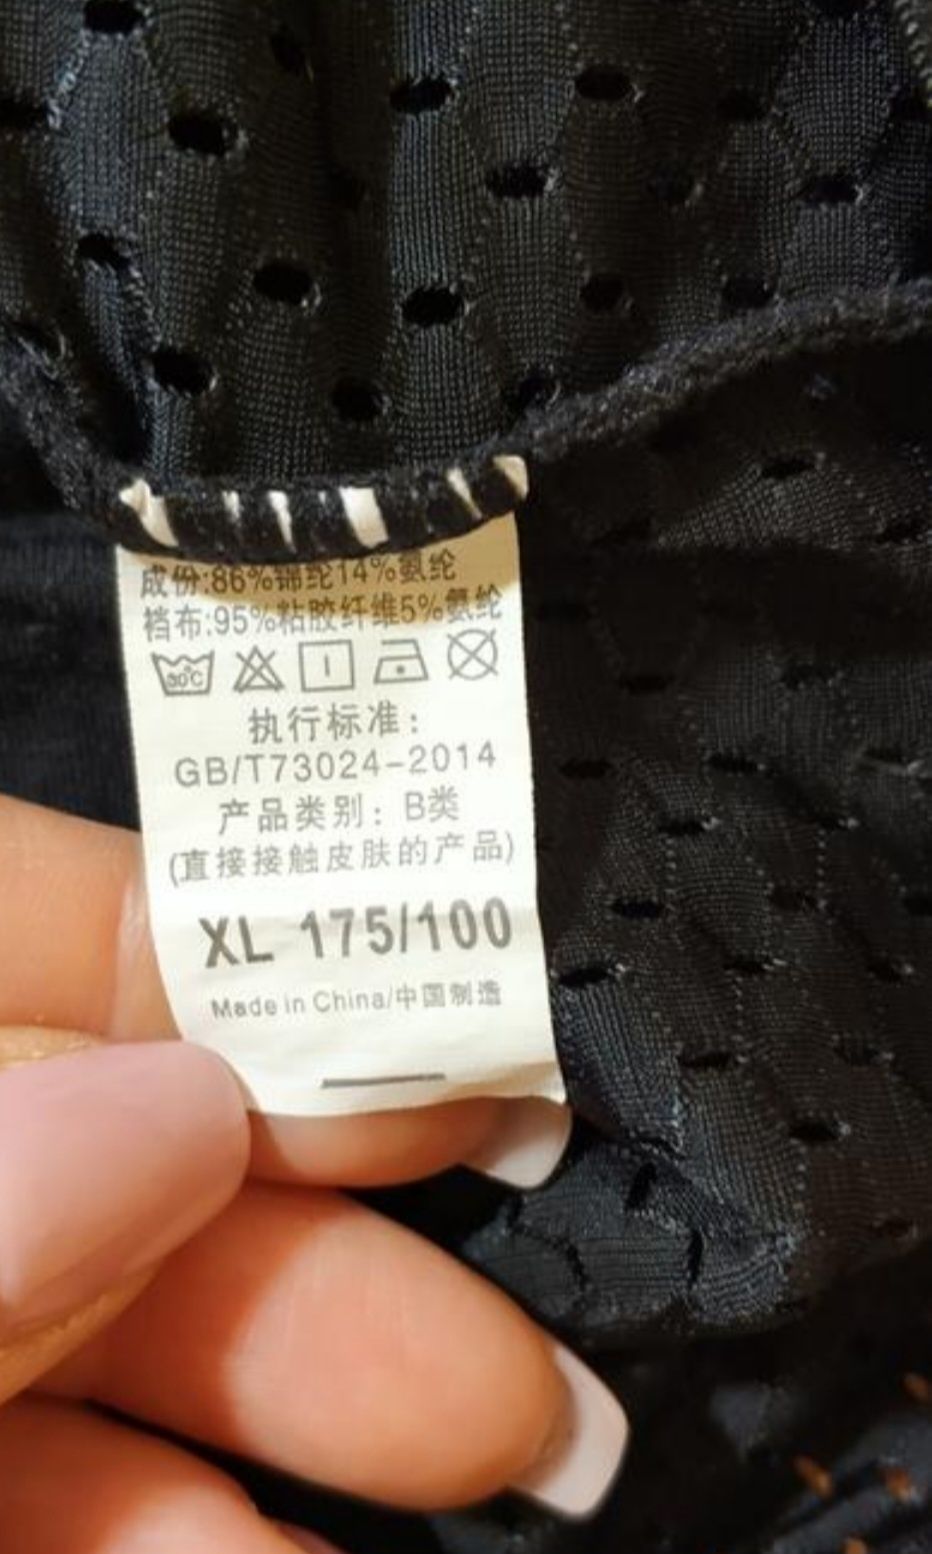 成份:86%锦纶14%氨纶
裆布:95%粘胶纤维5%氨纶
30℃
执行标准：
GB/T73024-2014
产品类别：B类
(直接接触皮肤的产品)
XL 175/100
Made in China/中国制造